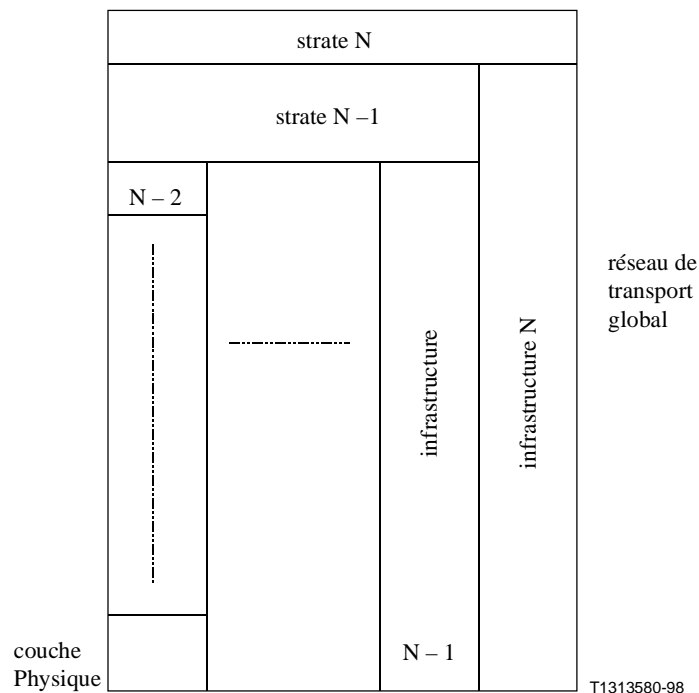 strate N
strate N –1
N – 2
réseau de
transport
global
infrastructure
infrastructure N
couche
Physique
N – 1
T1313580-98